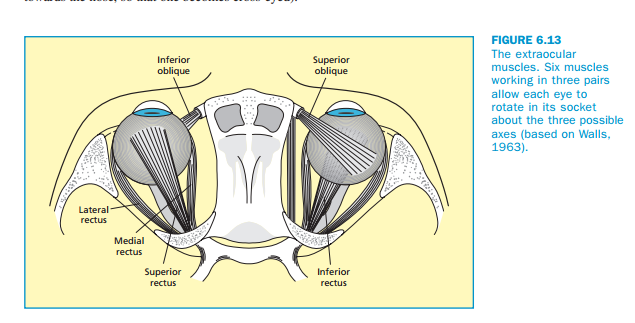 Inferior
oblique
Superior
oblique
Lateral
rectus
Medial
rectus
Superior
rectus
Inferior
rectus
FIGURE 6.13
The extraocular
muscles. Six muscles
working in three pairs
allow each eye to
rotate in its socket
about the three possible
axes (based on Walls,
1963).